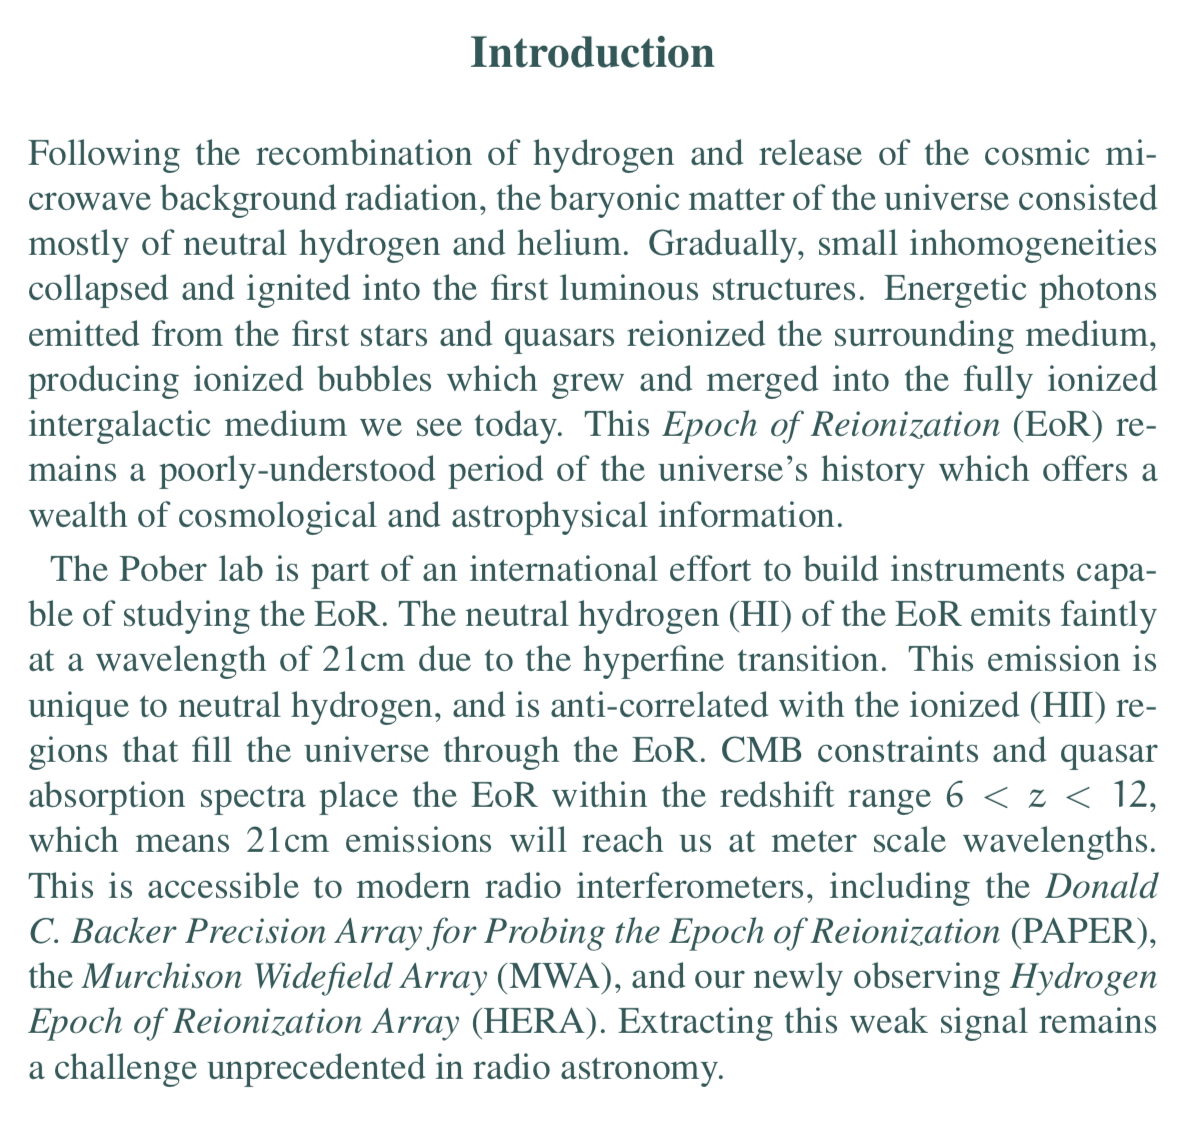 Introduction
Following the recombination of hydrogen and release of the cosmic mi-
crowave background radiation, the baryonic matter of the universe consisted
mostly of neutral hydrogen and helium. Gradually, small inhomogeneities
collapsed and ignited into the first luminous structures. Energetic photons
emitted from the first stars and quasars reionized the surrounding medium,
producing ionized bubbles which grew and merged into the fully ionized
intergalactic medium we see today. This Epoch of Reionization (EoR) re-
mains a poorly-understood period of the universe's history which offers a
wealth of cosmological and astrophysical information.
The Pober lab is part of an international effort to build instruments capa-
ble of studying the EoR. The neutral hydrogen (HI) of the EoR emits faintly
at a wavelength of 21cm due to the hyperfine transition. This emission is
unique to neutral hydrogen, and is anti-correlated with the ionized (HII) re-
gions that fill the universe through the EoR. CMB constraints and quasar
absorption spectra place the EoR within the redshift range 6 < z < 12,
which means 21cm emissions will reach us at meter scale wavelengths.
This is accessible to modern radio interferometers, including the Donald
C. Backer Precision Array for Probing the Epoch of Reionization (PAPER),
the Murchison Widefield Array (MWA), and our newly observing Hydrogen
Epoch of Reionization Array (HERA). Extracting this weak signal remains
a challenge unprecedented in radio astronomy.